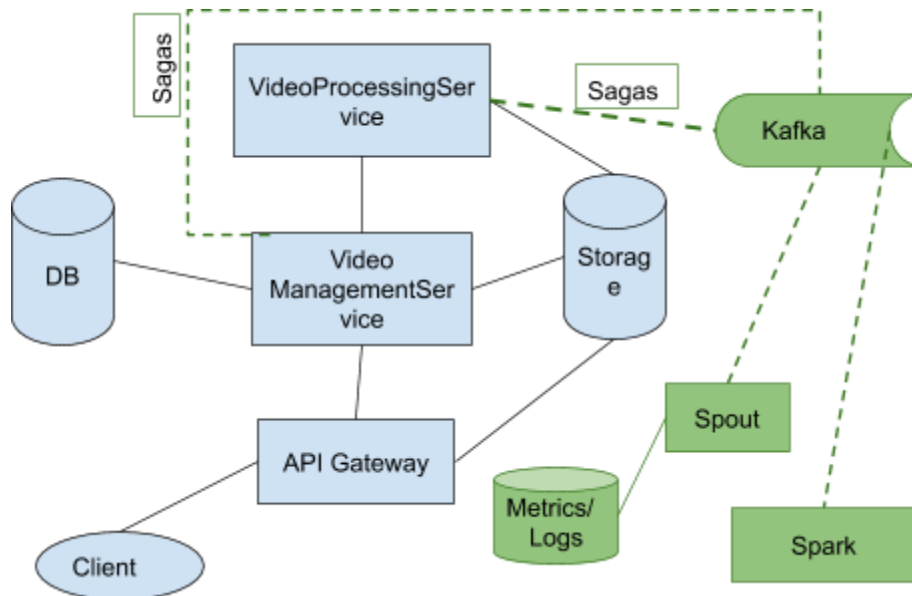 Sagas
VideoProcessingSer
vice
Sagas
Kafka
DB
Video
ManagementSer
vice
Storag
e
API Gateway
Spout
Metrics/
Logs
Spark
Client